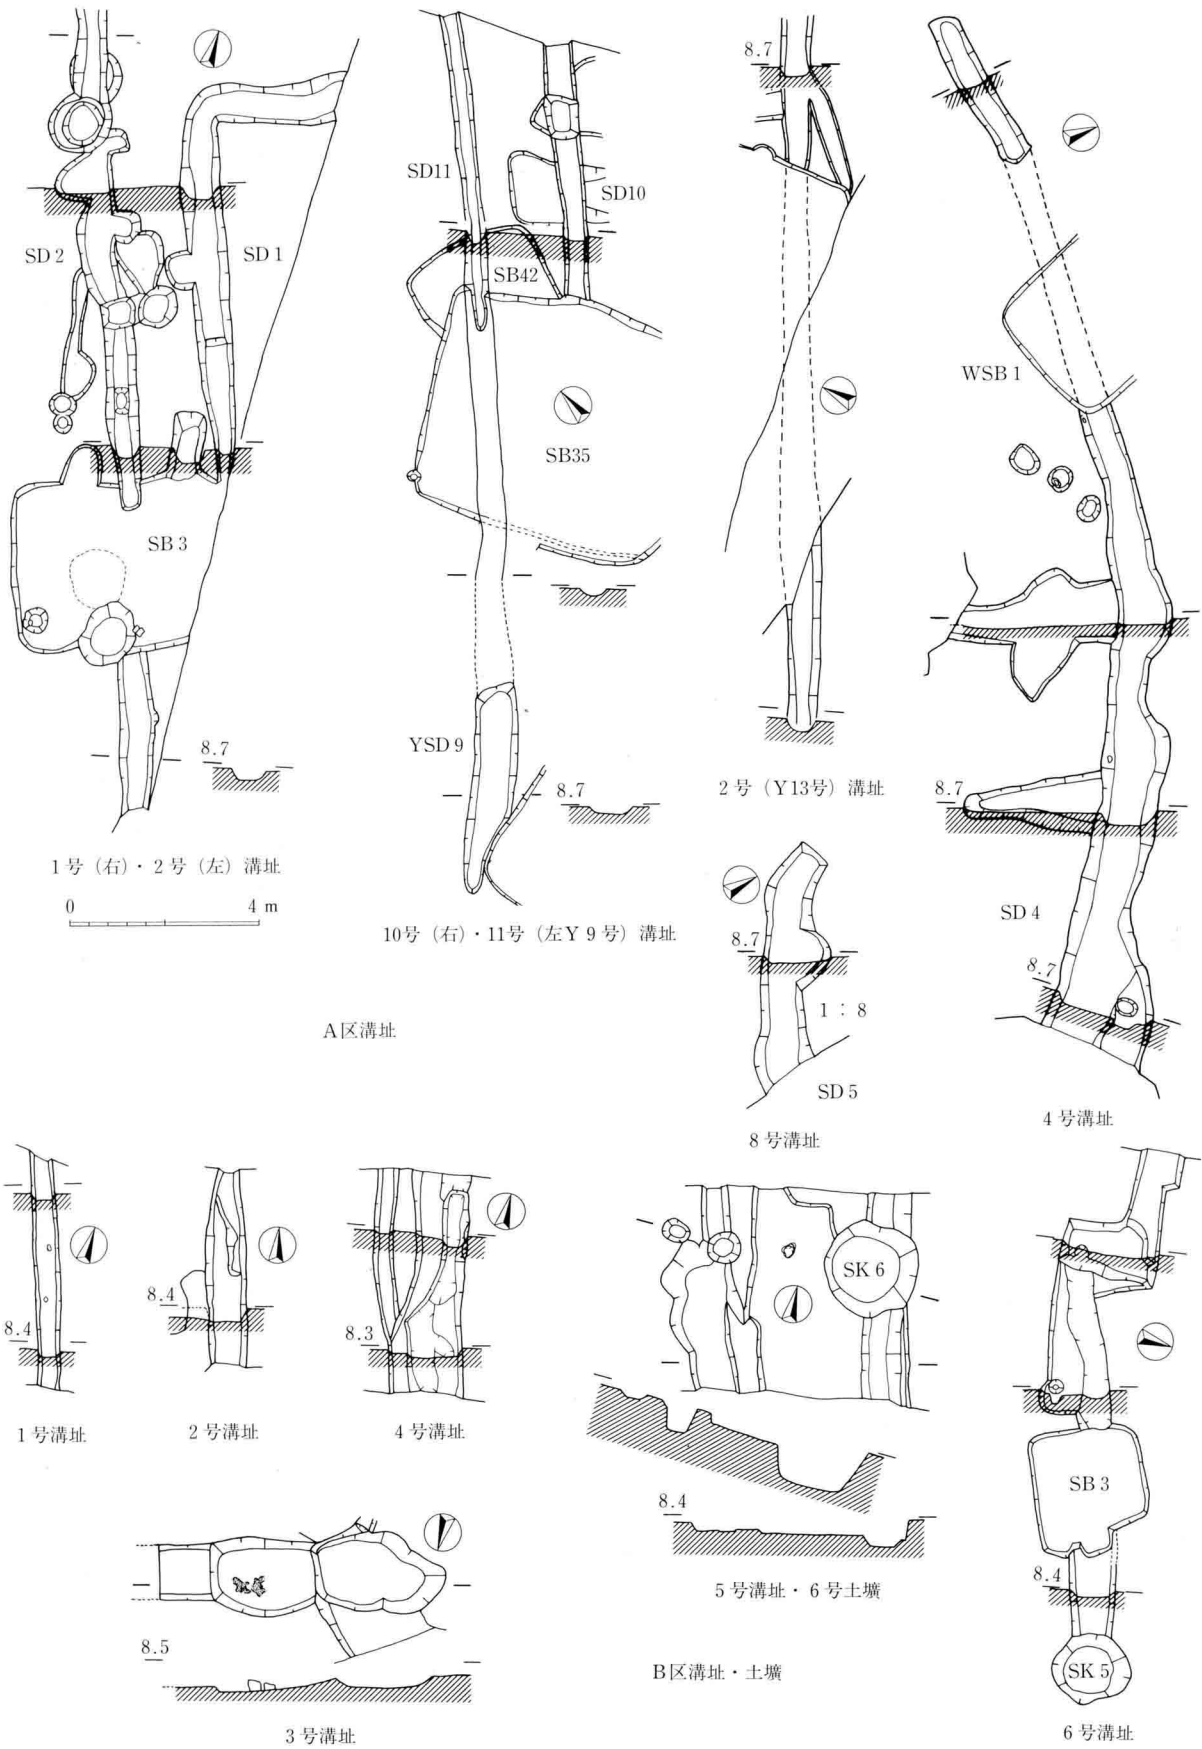 8.7
SD11
SD10
SD 2
SD 1
SB42
WSB 1
SB35
SB 3
YSD 9
8.7
8.7
2号（Y13号）溝址
8.7
1号（右）・2号（左）溝址
0 4 m
10号（右）・11号（左Y 9号）溝址
8.7
SD 4
8.7
1：8
A区溝址
SD 5
8号溝址
4号溝址
SK 6
8.4
8.4
8.3
1号溝址
2号溝址
4号溝址
SB 3
8.4
8.4
5号溝址・6号土壙
8.5
B区溝址・土壙
SK 5
3号溝址
6号溝址